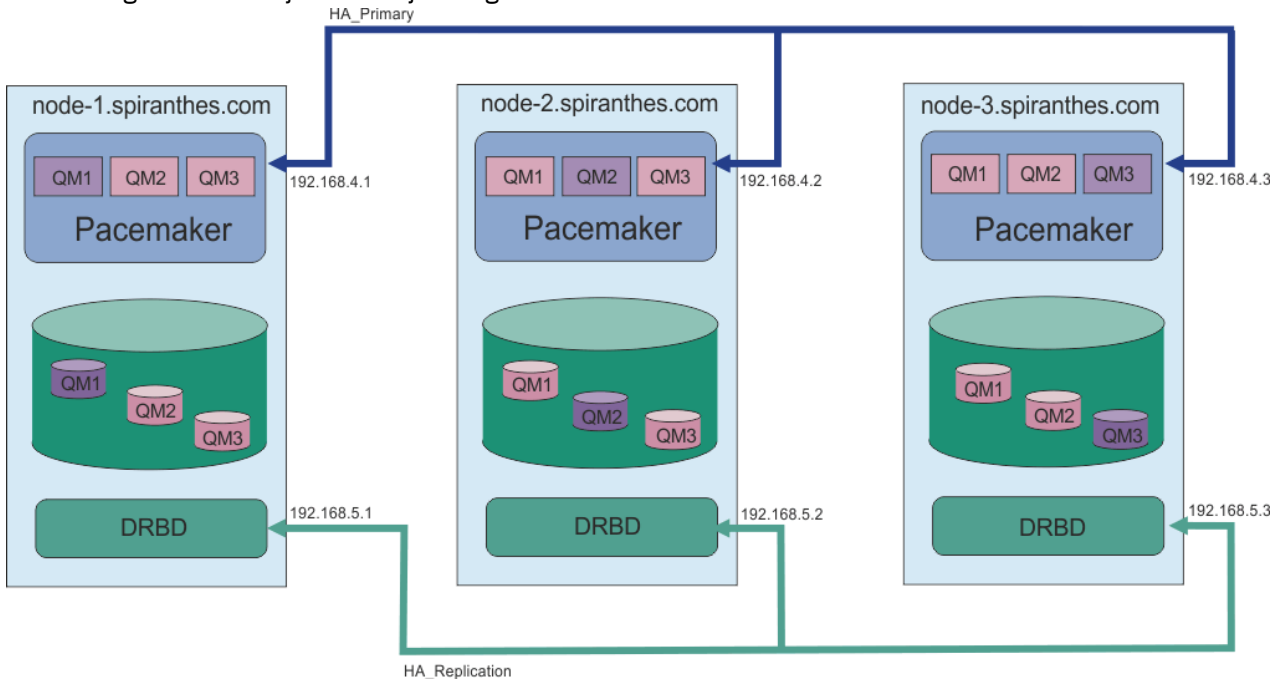 HA_Primary
node-1.spiranthes.com
QM1 QM2 QM3
Pacemaker
192.168.4.1
QM1
QM2
QM3
DRBD
192.168.5.1
node-2.spiranthes.com
QM1 QM2 QM3
Pacemaker
192.168.4.2
QM1
QM2
QM3
DRBD
192.168.5.2
node-3.spiranthes.com
QM1 QM2 QM3
Pacemaker
192.168.4.3
QM1
QM2
QM3
DRBD
192.168.5.3
HA_Replication